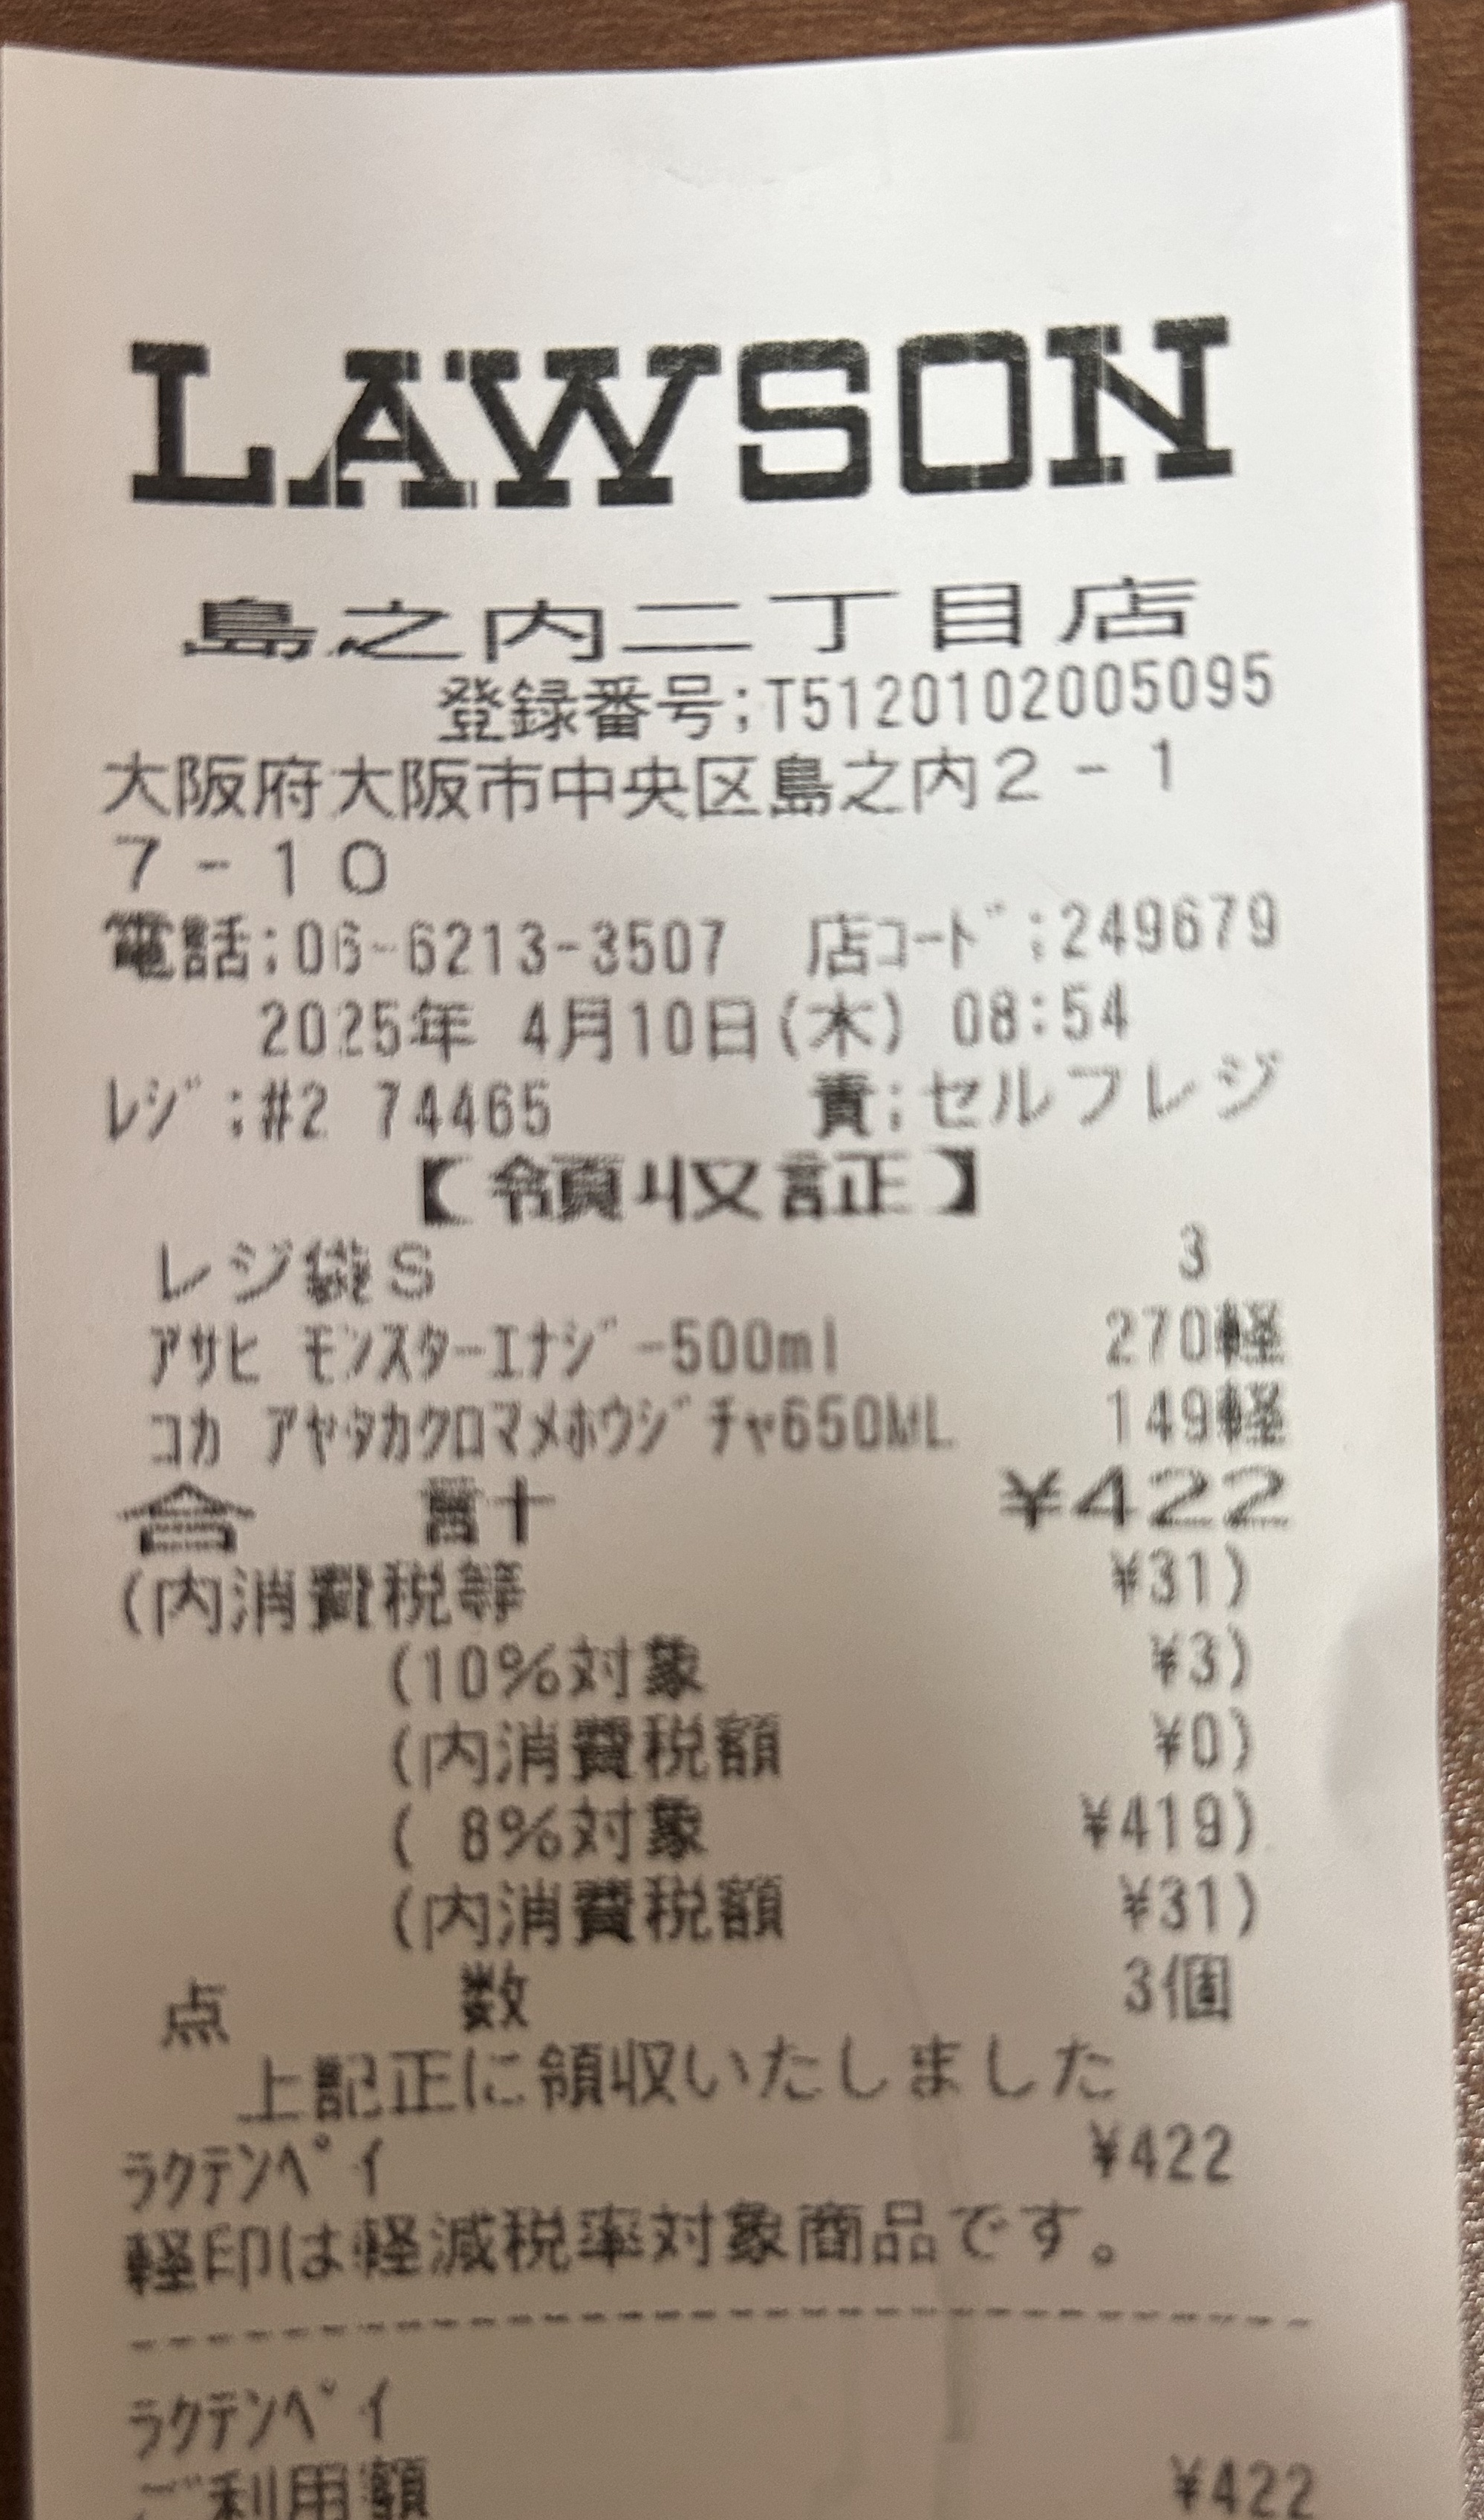 LAWSON
島之内二丁目店
登録番号;T5120102005095
大阪府大阪市中央区島之内2-1
7-10
電話:06-6213-3507 店コード:249679
2025年 4月10日(木) 08:54
レジ:#2 74465 責:セルフレジ
【領収証】
レジ袋S 3
アサヒ モンスターエナジー500ml 270軽
コカ アヤタカクロマメホウジチャ650ML 149軽
合 計 ¥422
(内消費税等 ¥31)
(10%対象 ¥3)
(内消費税額 ¥0)
( 8%対象 ¥419)
(内消費税額 ¥31)
点 数 3個
上記正に領収いたしました
ラクテンペイ ¥422
軽印は軽減税率対象商品です。
ラクテンペイ
ご利用額 ¥422